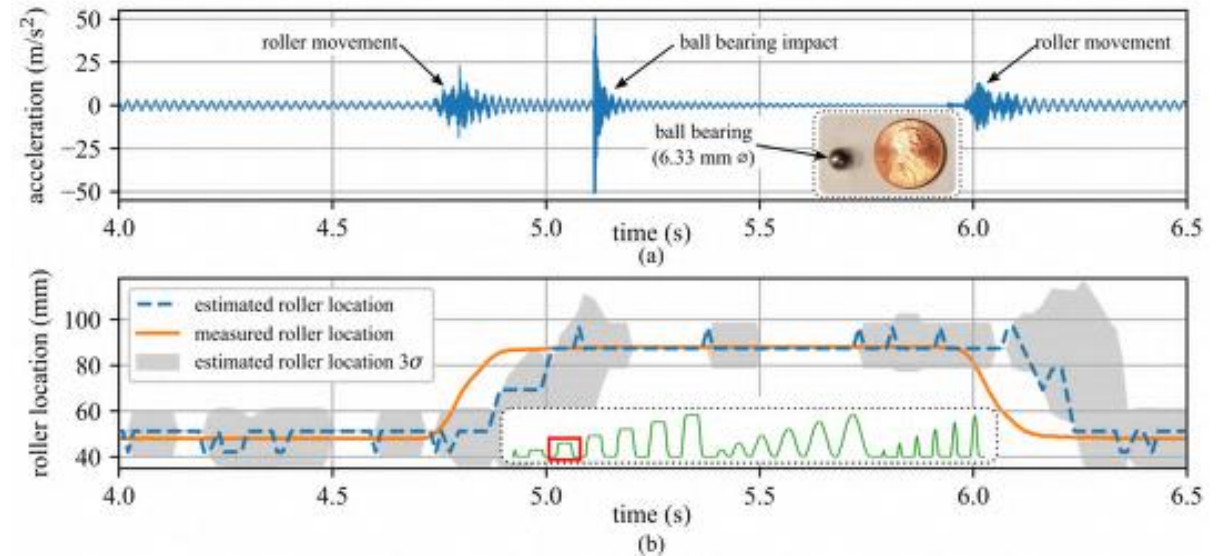 acceleration (m/s²)
50
25
0
−25
−50
roller movement
ball bearing impact
roller movement
ball bearing
(6.33 mm ⌀)
4.0 4.5 5.0 5.5 6.0 6.5
time (s)
(a)
roller location (mm)
100
80
60
40
estimated roller location
measured roller location
estimated roller location 3σ
4.0 4.5 5.0 5.5 6.0 6.5
time (s)
(b)